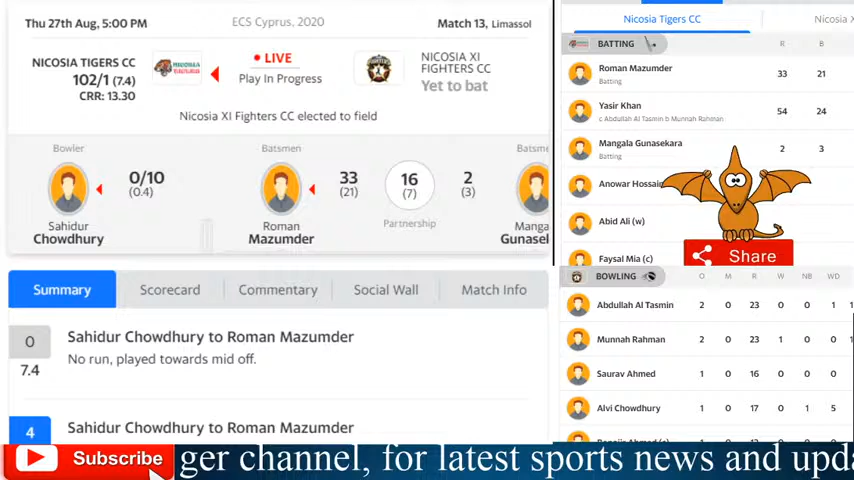 Thu 27th Aug, 5:00 PM
ECS Cyprus, 2020
Match 13, Limassol
NICOSIA TIGERS CC
102/1 (7.4)
CRR: 13.30
LIVE
Play In Progress
NICOSIA XI
FIGHTERS CC
Yet to bat
Nicosia XI Fighters CC elected to field
Bowler
Batsmen
Batsme
0/10
(0.4)
33
(21)
16
(7)
2
(3)
Partnership
Sahidur
Chowdhury
Roman
Mazumder
Manga
Gunasel
Summary
Scorecard
Commentary
Social Wall
Match Info
0
7.4
Sahidur Chowdhury to Roman Mazumder
No run, played towards mid off.
4
Sahidur Chowdhury to Roman Mazumder
Nicosia Tigers CC
Nicosia X
BATTING R B
Roman Mazumder 33 21
Batting
Yasir Khan 54 24
c Abdullah Al Tasmin b Munnah Rahman
Mangala Gunasekara 2 3
Batting
Anowar Hossain
Abid Ali (w)
Faysal Mia (c)
Share
BOWLING O M R W NB WD
Abdullah Al Tasmin 2 0 23 0 0 1
Munnah Rahman 2 0 23 1 0 0
Saurav Ahmed 1 0 16 0 0 0
Alvi Chowdhury 1 0 17 0 1 5
Subscribe
ger channel, for latest sports news and upda